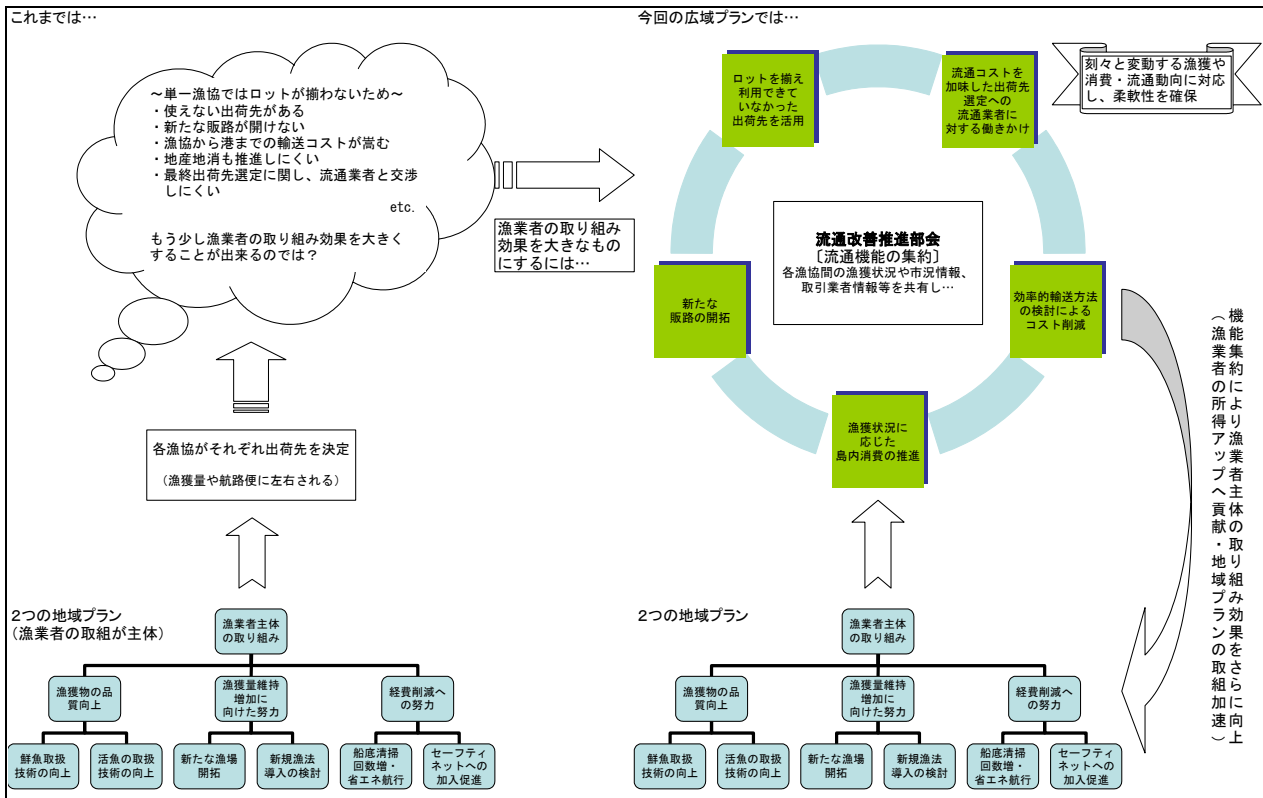 これまでは…
～単一漁協ではロットが揃わないため～
・使えない出荷先がある
・新たな販路が開けない
・漁協から港までの輸送コストが嵩む
・地産地消も推進しにくい
・最終出荷先選定に関し、流通業者と交渉
しにくい
etc.
もう少し漁業者の取り組み効果を大きく
することが出来るのでは？
漁業者の取り組み
効果を大きなもの
にするには…
各漁協がそれぞれ出荷先を決定
（漁獲量や航路便に左右される）
2つの地域プラン
（漁業者の取組が主体）
漁業者主体
の取り組み
漁獲物の品
質向上
漁獲量維持
増加に
向けた努力
経費削減へ
の努力
鮮魚取扱
技術の向上
活魚の取扱
技術の向上
新たな漁場
開拓
新規漁法
導入の検討
船底清掃
回数増・
省エネ航行
セーフティ
ネットへの
加入促進
今回の広域プランでは…
刻々と変動する漁獲や
消費・流通動向に対応
し、柔軟性を確保
ロットを揃え
利用できて
いなかった
出荷先を活用
流通コストを
加味した出荷先
選定への
流通業者に
対する働きかけ
流通改善推進部会
〔流通機能の集約〕
各漁協間の漁獲状況や市況情報、
取引業者情報等を共有し…
新たな
販路の開拓
効率的輸送方法
の検討による
コスト削減
漁獲状況に
応じた
島内消費の推進
機能集約により漁業者主体の取り組み効果をさらに向上
（漁業者の所得アップへ貢献・地域プランの取組加速）
2つの地域プラン
漁業者主体
の取り組み
漁獲物の品
質向上
漁獲量維持
増加に
向けた努力
経費削減へ
の努力
鮮魚取扱
技術の向上
活魚の取扱
技術の向上
新たな漁場
開拓
新規漁法
導入の検討
船底清掃
回数増・
省エネ航行
セーフティ
ネットへの
加入促進